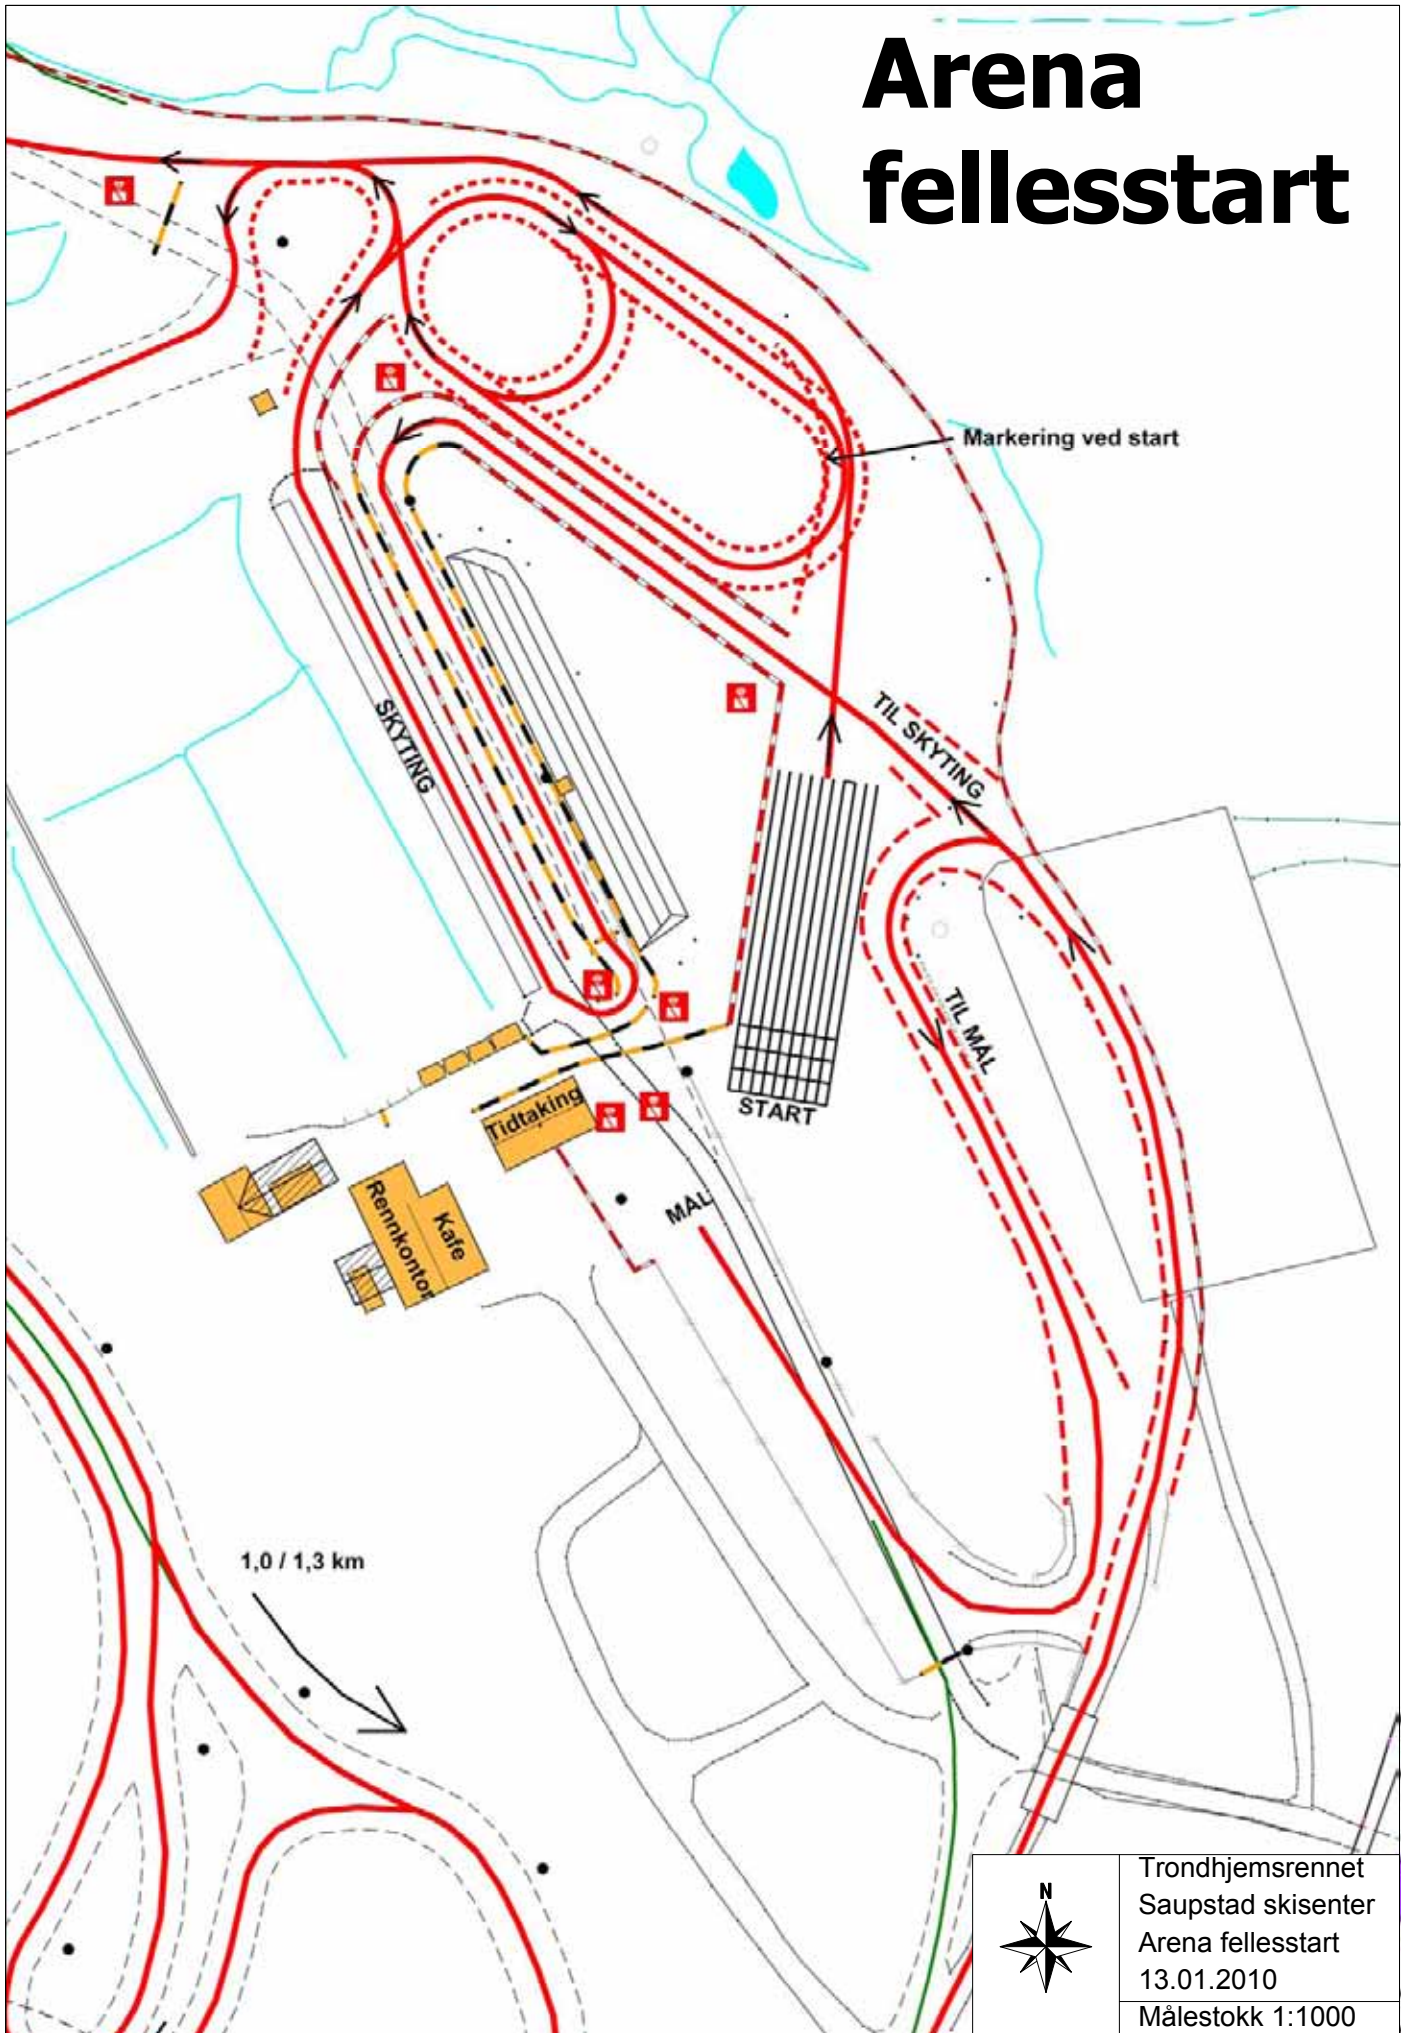 Arena
fellesstart
Markering ved start
TIL SKYTING
SKYTING
TIL MÅL
START
Tidtaking
MÅL
Rennkontor
Kafe
1,0 / 1,3 km
N
Trondhjemsrennet
Saupstad skisenter
Arena fellesstart
13.01.2010
Målestokk 1:1000